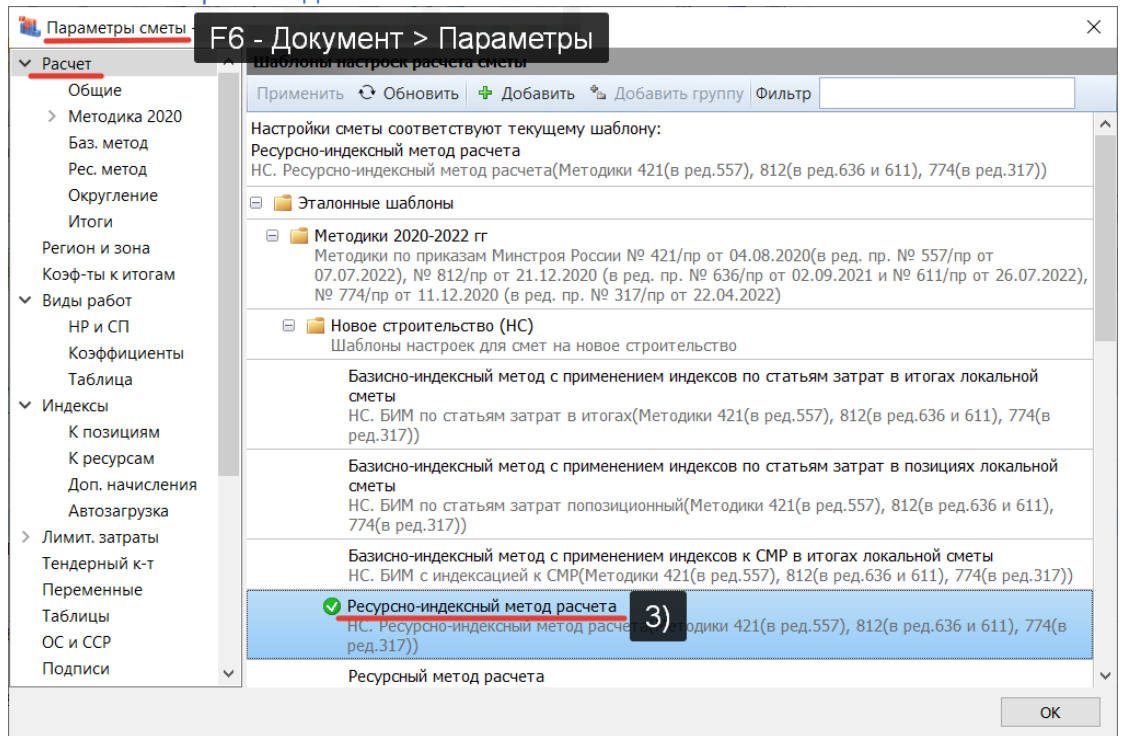 Параметры сметы -
F6 - Документ > Параметры
Расчет
Общие
Методика 2020
Баз. метод
Рес. метод
Округление
Итоги
Регион и зона
Коэф-ты к итогам
Виды работ
НР и СП
Коэффициенты
Таблица
Индексы
К позициям
К ресурсам
Доп. начисления
Автозагрузка
Лимит. затраты
Тендерный к-т
Переменные
Таблицы
ОС и ССР
Подписи
Шаблоны настроек расчета сметы
Применить Обновить Добавить Добавить группу Фильтр
Настройки сметы соответствуют текущему шаблону:
Ресурсно-индексный метод расчета
НС. Ресурсно-индексный метод расчета(Методики 421(в ред.557), 812(в ред.636 и 611), 774(в ред.317))
Эталонные шаблоны
Методики 2020-2022 гг
Методики по приказам Минстроя России № 421/пр от 04.08.2020(в ред. пр. № 557/пр от
07.07.2022), № 812/пр от 21.12.2020 (в ред. пр. № 636/пр от 02.09.2021 и № 611/пр от 26.07.2022),
№ 774/пр от 11.12.2020 (в ред. пр. № 317/пр от 22.04.2022)
Новое строительство (НС)
Шаблоны настроек для смет на новое строительство
Базисно-индексный метод с применением индексов по статьям затрат в итогах локальной
сметы
НС. БИМ по статьям затрат в итогах(Методики 421(в ред.557), 812(в ред.636 и 611), 774(в
ред.317))
Базисно-индексный метод с применением индексов по статьям затрат в позициях локальной
сметы
НС. БИМ по статьям затрат попозиционный(Методики 421(в ред.557), 812(в ред.636 и 611),
774(в ред.317))
Базисно-индексный метод с применением индексов к СМР в итогах локальной сметы
НС. БИМ с индексацией к СМР(Методики 421(в ред.557), 812(в ред.636 и 611), 774(в ред.317))
Ресурсно-индексный метод расчета
3)
НС. Ресурсно-индексный метод расчета(Методики 421(в ред.557), 812(в ред.636 и 611), 774(в
ред.317))
Ресурсный метод расчета
ОК